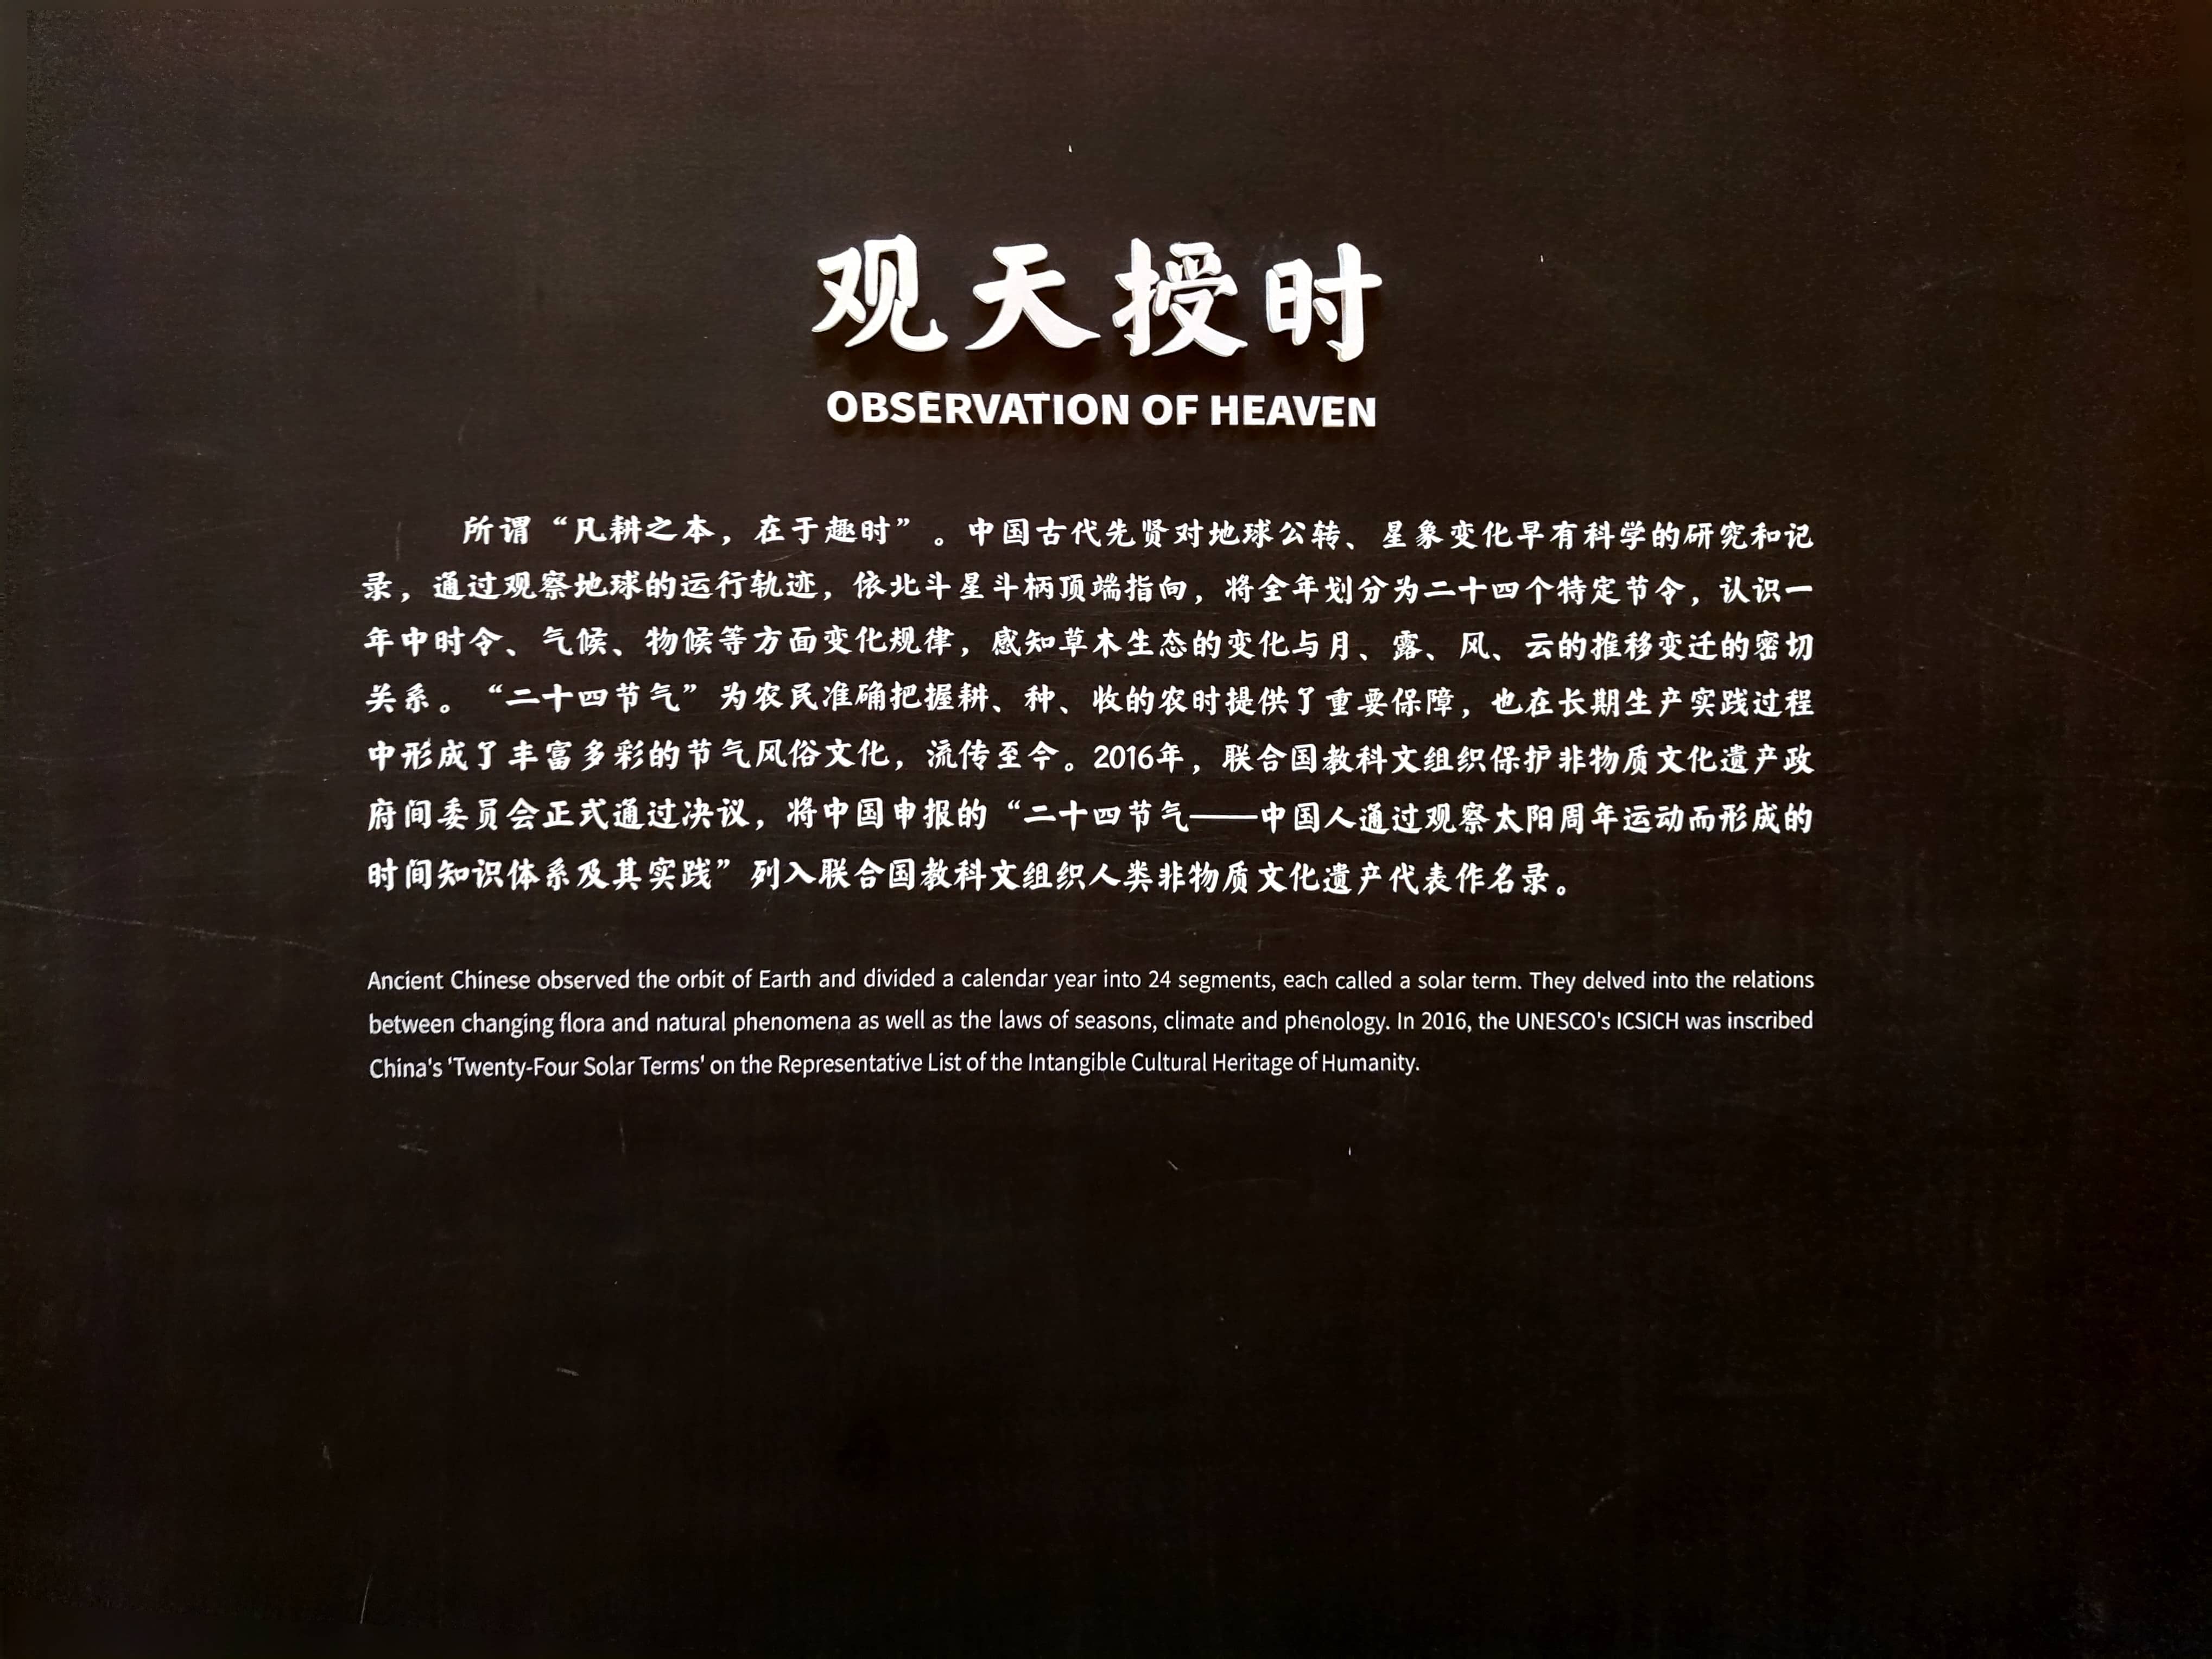 观天授时
OBSERVATION OF HEAVEN
所谓“凡耕之本，在于趣时”。中国古代先贤对地球公转、星象变化早有科学的研究和记
录，通过观察地球的运行轨迹，依北斗星斗柄顶端指向，将全年划分为二十四个特定节令，认识一
年中时令、气候、物候等方面变化规律，感知草木生态的变化与月、露、风、云的推移变迁的密切
关系。“二十四节气”为农民准确把握耕、种、收的农时提供了重要保障，也在长期生产实践过程
中形成了丰富多彩的节气风俗文化，流传至今。2016年，联合国教科文组织保护非物质文化遗产政
府间委员会正式通过决议，将中国申报的“二十四节气——中国人通过观察太阳周年运动而形成的
时间知识体系及其实践”列入联合国教科文组织人类非物质文化遗产代表作名录。
Ancient Chinese observed the orbit of Earth and divided a calendar year into 24 segments, each called a solar term. They delved into the relations
between changing flora and natural phenomena as well as the laws of seasons, climate and phenology. In 2016, the UNESCO's ICSICH was inscribed
China's 'Twenty-Four Solar Terms' on the Representative List of the Intangible Cultural Heritage of Humanity.